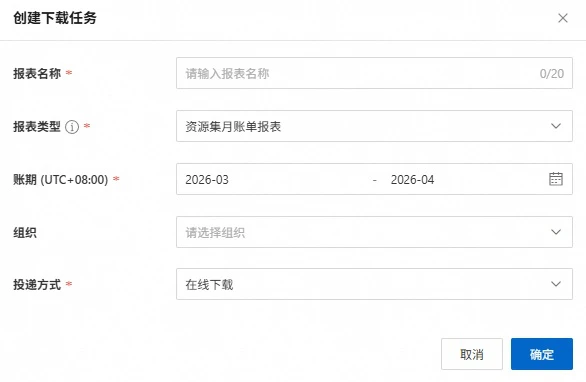 创建下载任务
报表名称 * 请输入报表名称 0/20
报表类型 * 资源集月账单报表
账期 (UTC+08:00) * 2026-03 - 2026-04
组织 请选择组织
投递方式 * 在线下载
取消 确定